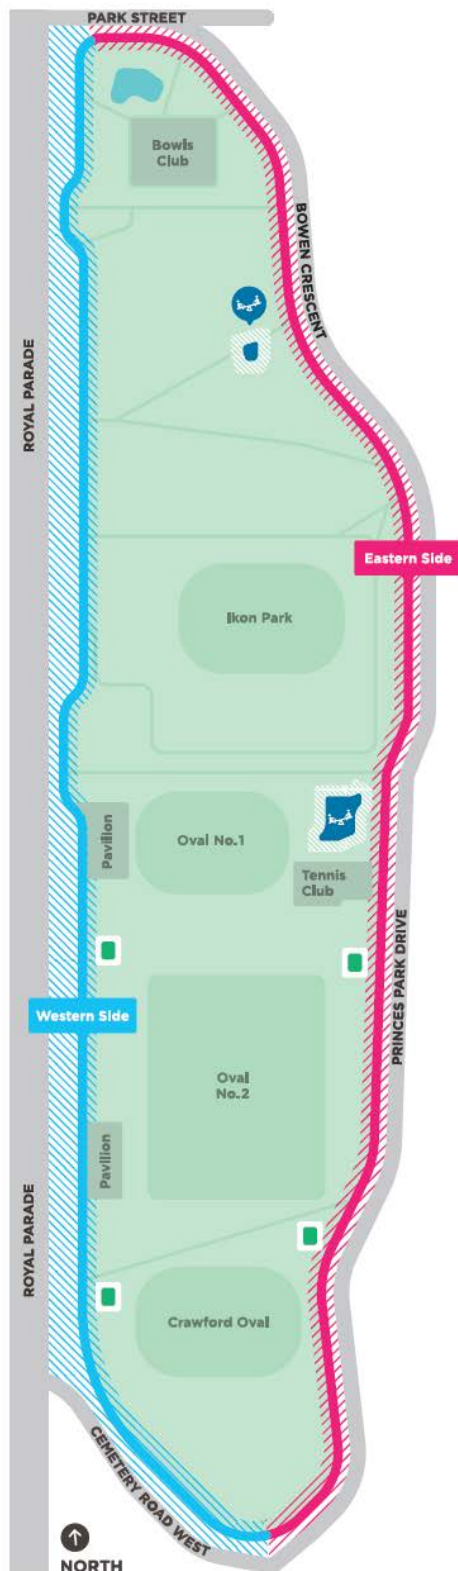 PARK STREET
Bowls
Club
BOWEN CRESCENT
ROYAL PARADE
Eastern Side
Ikon Park
Pavilion
Oval No.1
Tennis
Club
PRINCES PARK DRIVE
Western Side
Oval
No.2
Pavilion
ROYAL PARADE
Crawford Oval
CEMETERY ROAD WEST
NORTH